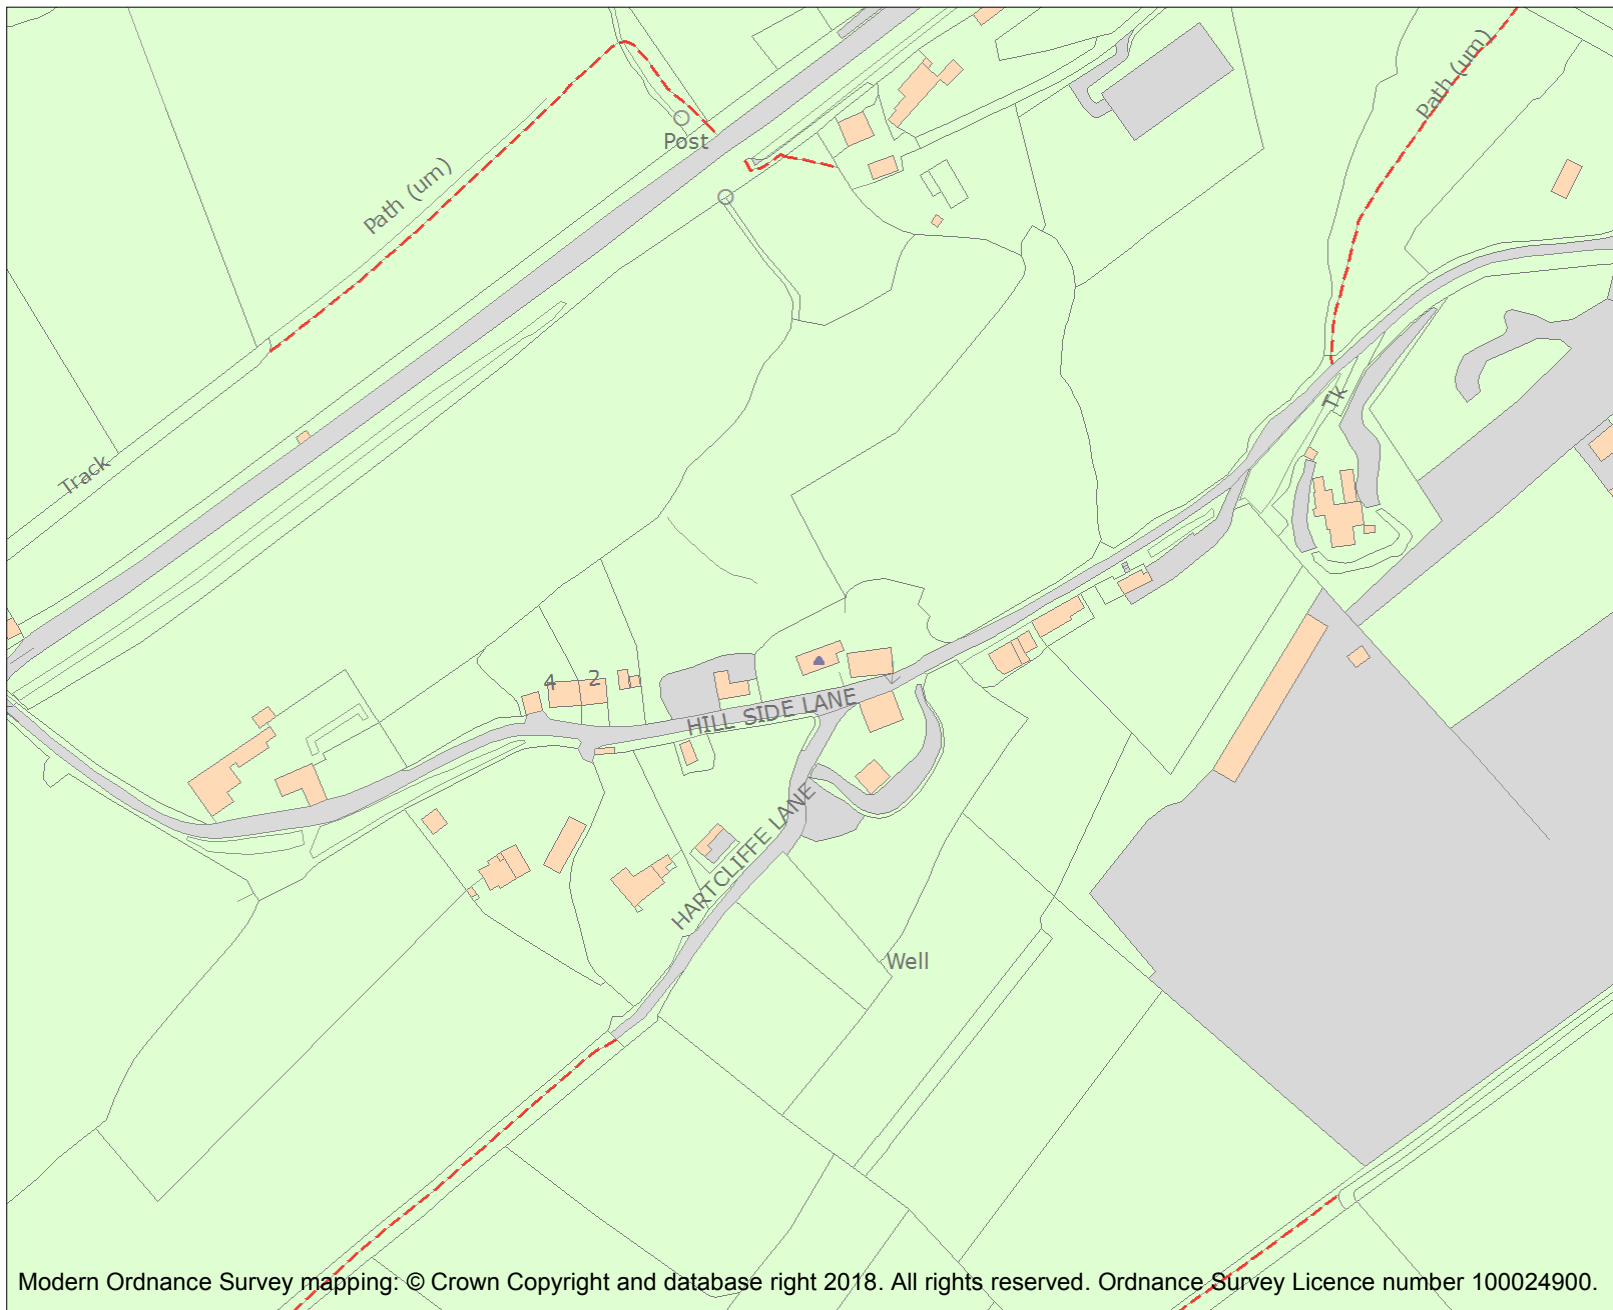 Path (um)
Post
Path (um)
Track
Tk
4
2
HILL SIDE LANE
HARTCLIFFE LANE
Well
Modern Ordnance Survey mapping: © Crown Copyright and database right 2018. All rights reserved. Ordnance Survey Licence number 100024900.